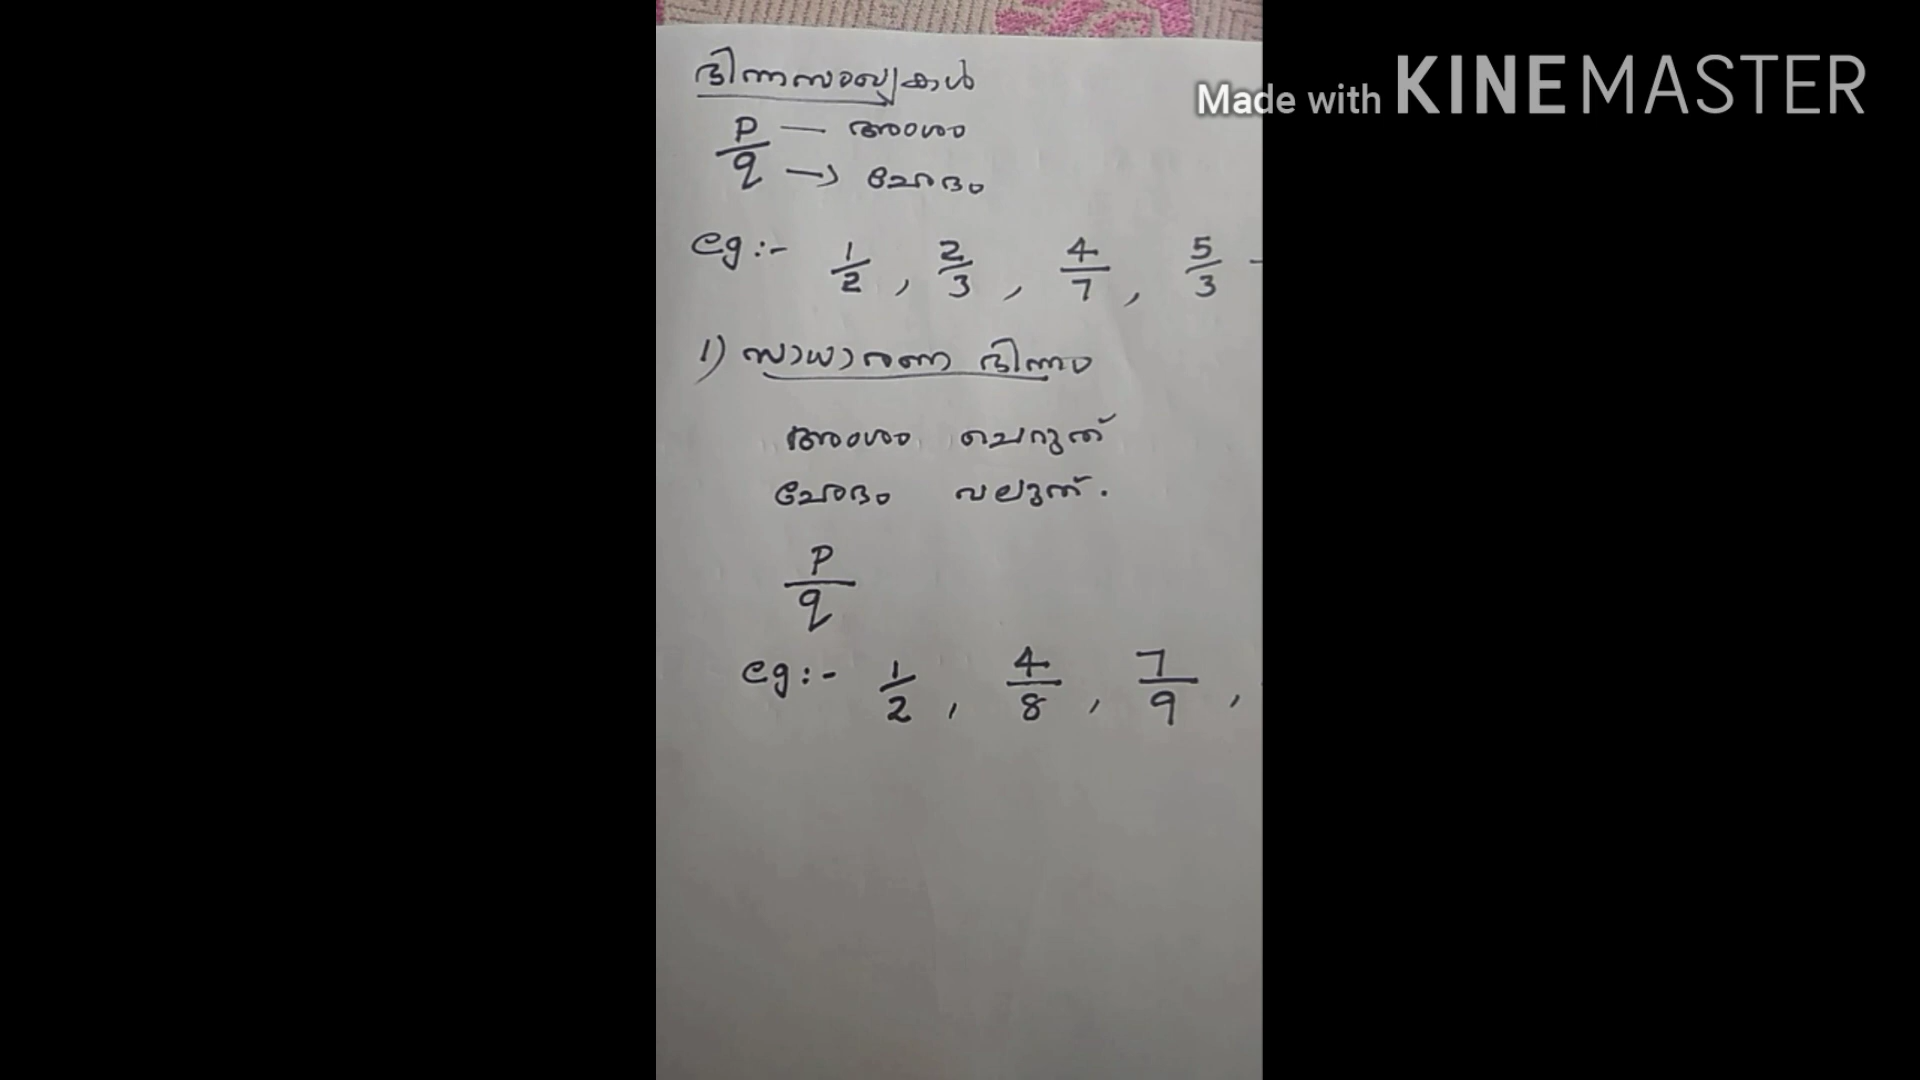 Made with KINEMASTER
ഭിന്നസംഖ്യകൾ
p/q — അംശം
→ ഛേദം
eg:- 1/2, 2/3, 4/7, 5/3 -
1) സാധാരണ ഭിന്നം
അംശം ചെറുത്
ഛേദം വലുത്.
p/q
eg:- 1/2, 4/8, 7/9,